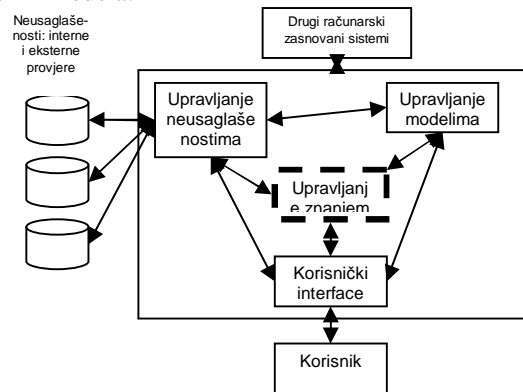 Neusaglaše-
nosti: interne
i eksterne
provjere
Drugi računarski
zasnovani sistemi
Upravljanje
neusaglaše
nostima
Upravljanje
modelima
Upravljanj
e znanjem
Korisnički
interface
Korisnik